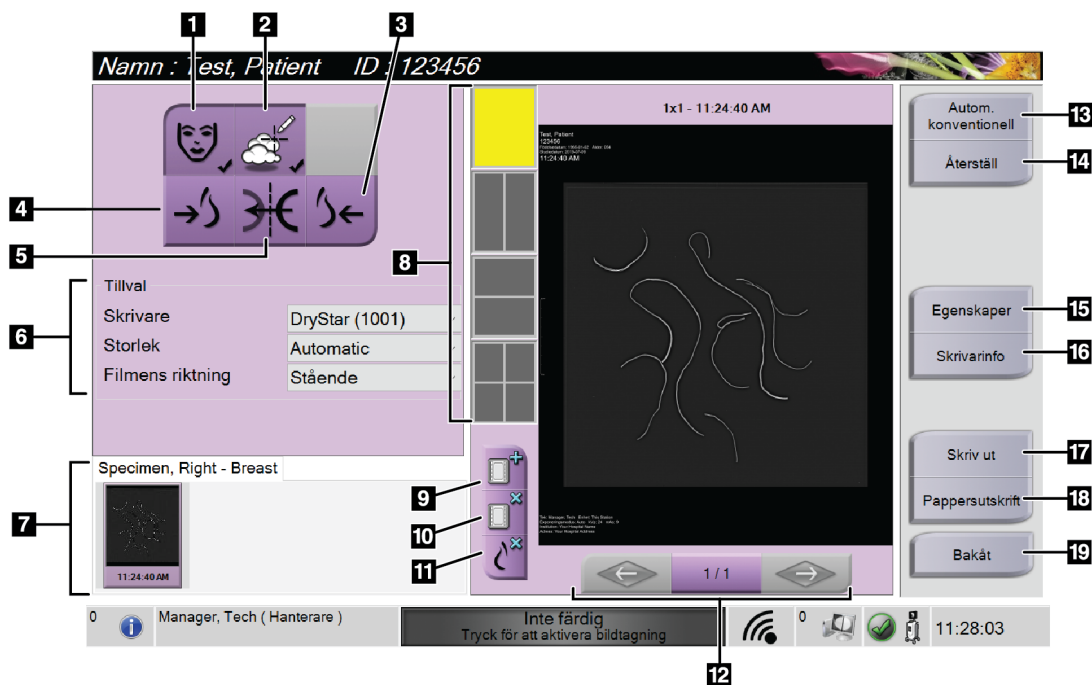 1
2
3
Namn : Test, Patient ID : 123456
4
5
Tillval
6
Skrivare DryStar (1001)
Storlek Automatic
Filmens riktning Stående
Specimen, Right - Breast
7
11:24:40 AM
8
9
10
11
1x1 - 11:24:40 AM
Test, Patient
123456
11:24:40 AM
1 / 1
12
Autom.
konventionell
13
Återställ
14
Egenskaper
15
Skrivarinfo
16
Skriv ut
17
Pappersutskrift
18
Bakåt
19
0
Manager, Tech ( Hanterare )
Inte färdig
Tryck för att aktivera bildtagning
0
11:28:03